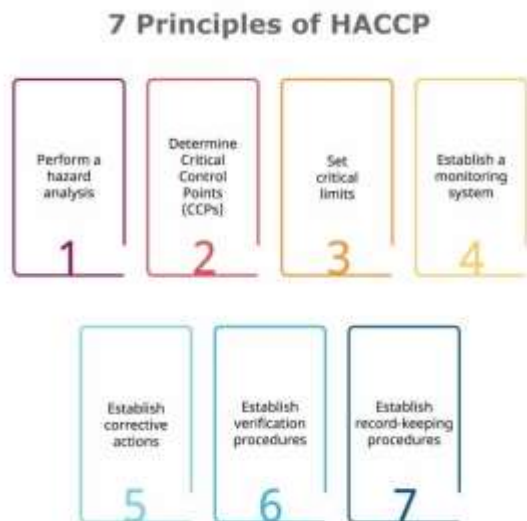 7 Principles of HACCP
Perform a
hazard
analysis
1
Determine
Critical
Control
Points
(CCPs)
2
Set
critical
limits
3
Establish a
monitoring
system
4
Establish
corrective
actions
5
Establish
verification
procedures
6
Establish
record-keeping
procedures
7